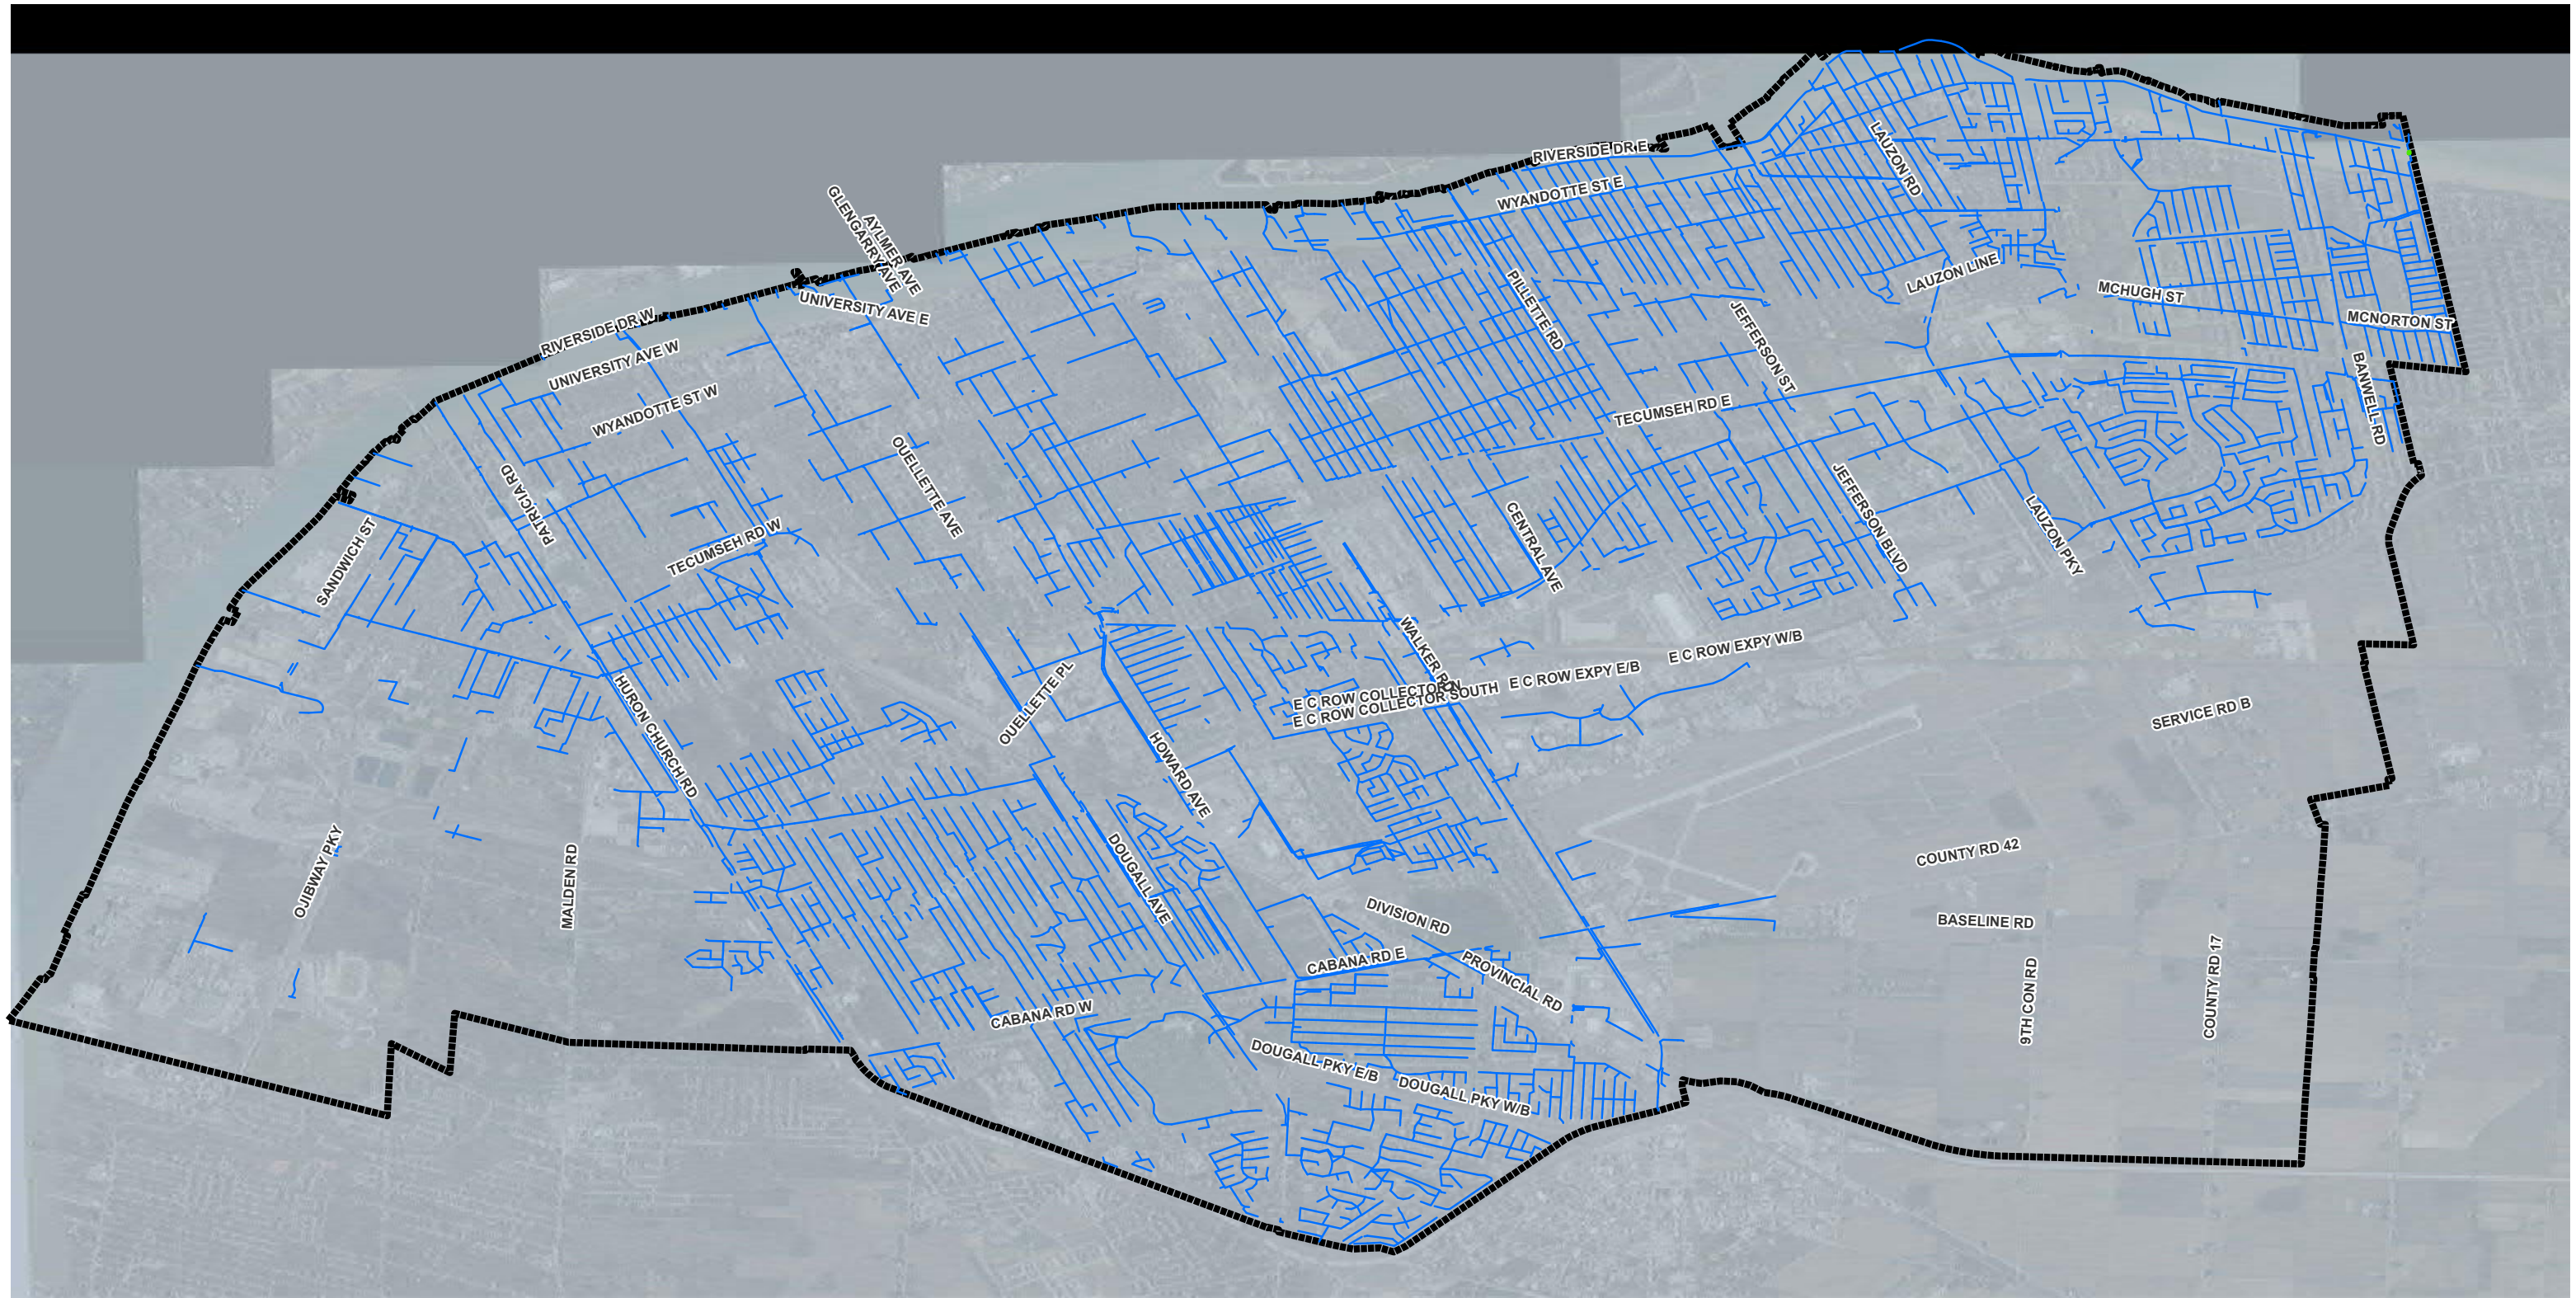 RIVERSIDE DR E
LAUZON RD
WYANDOTTE ST E
AYLMER AVE
GLENGARRY AVE
LAUZON LINE
PILLETTE RD
MCHUGH ST
UNIVERSITY AVE E
JEFFERSON ST
RIVERSIDE DR W
MCNORTON ST
UNIVERSITY AVE W
BANWELL RD
WYANDOTTE ST W
TECUMSEH RD E
OUELLETTE AVE
PATRICIA RD
JEFFERSON BLVD
CENTRAL AVE
LAUZON PKY
TECUMSEH RD W
SANDWICH ST
WALKER RD
E C ROW EXPY W/B
E C ROW EXPY E/B
E C ROW COLLECTOR N
E C ROW COLLECTOR SOUTH
OUELLETTE PL
HURON CHURCH RD
SERVICE RD B
HOWARD AVE
COUNTY RD 42
OJIBWAY PKY
MALDEN RD
DOUGALL AVE
DIVISION RD
BASELINE RD
CABANA RD E
PROVINCIAL RD
9TH CON RD
COUNTY RD 17
CABANA RD W
DOUGALL PKY E/B
DOUGALL PKY W/B